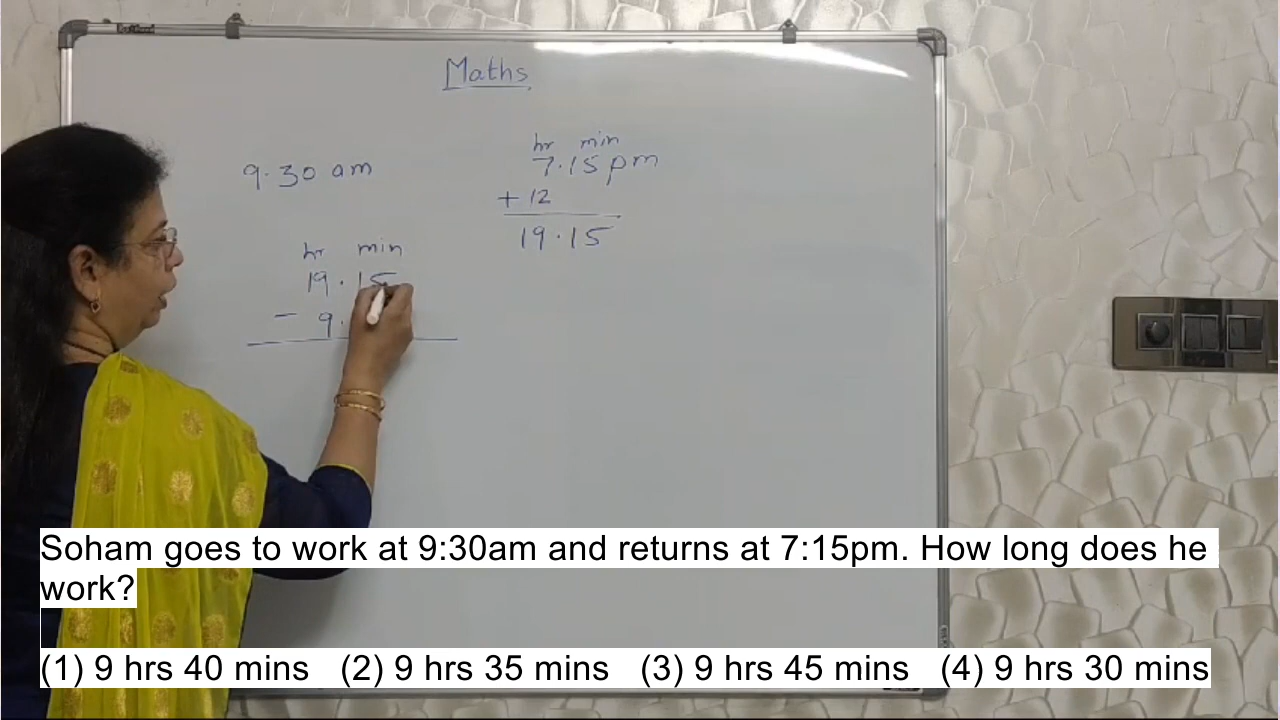 Maths
9.30 am
hr min
7.15 pm
+ 12
19.15
hr min
19.15
- 9.
Soham goes to work at 9:30am and returns at 7:15pm. How long does he
work?
(1) 9 hrs 40 mins (2) 9 hrs 35 mins (3) 9 hrs 45 mins (4) 9 hrs 30 mins